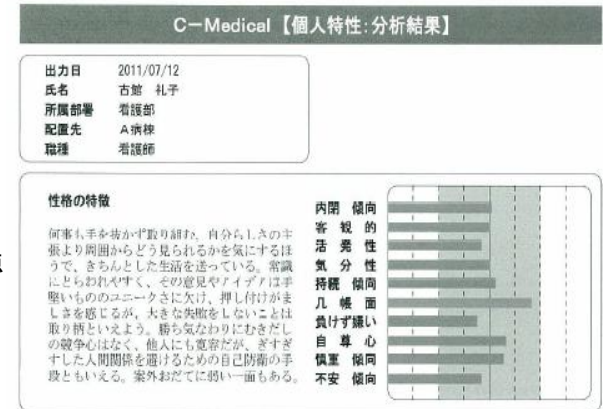 C－Medical【個人特性：分析結果】
出力日 2011/07/12
氏名 古館 礼子
所属部署 看護部
配置先 A病棟
職種 看護師
性格の特徴
何事も手を抜かず取り組む。自分らしさの主
張より周囲からどう見られるかを気にするほ
うで、きちんとした生活を送っている。常識
にとらわれやすく、その意見やアイデアは手
堅いもののユニークさに欠け、押し付けがま
しさを感じるが、大きな失敗をしないことは
取り柄といえよう。勝ち気なわりにむきだし
の競争心はなく、他人にも寛容だが、ぎすぎ
すした人間関係を避けるための自己防衛の手
段ともいえる。案外おだてに弱い一面もある。
内閉 傾向
客観的
活発性
気分性
持続 傾向
几帳面
負けず嫌い
自尊心
慎重 傾向
不安 傾向